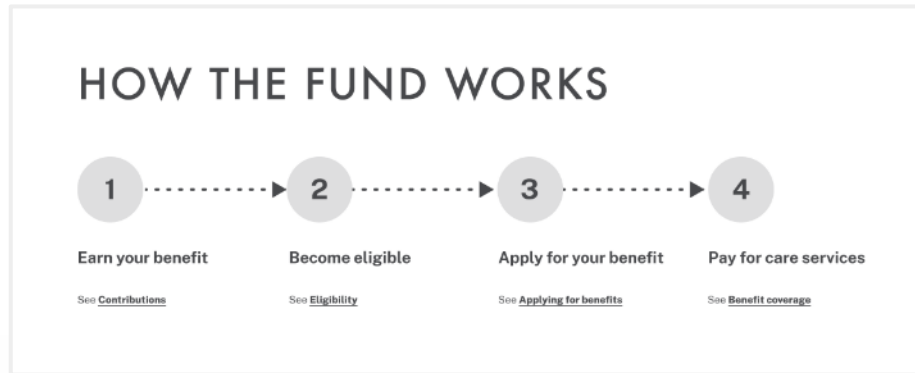 HOW THE FUND WORKS
1
2
3
4
Earn your benefit
Become eligible
Apply for your benefit
Pay for care services
See Contributions
See Eligibility
See Applying for benefits
See Benefit coverage